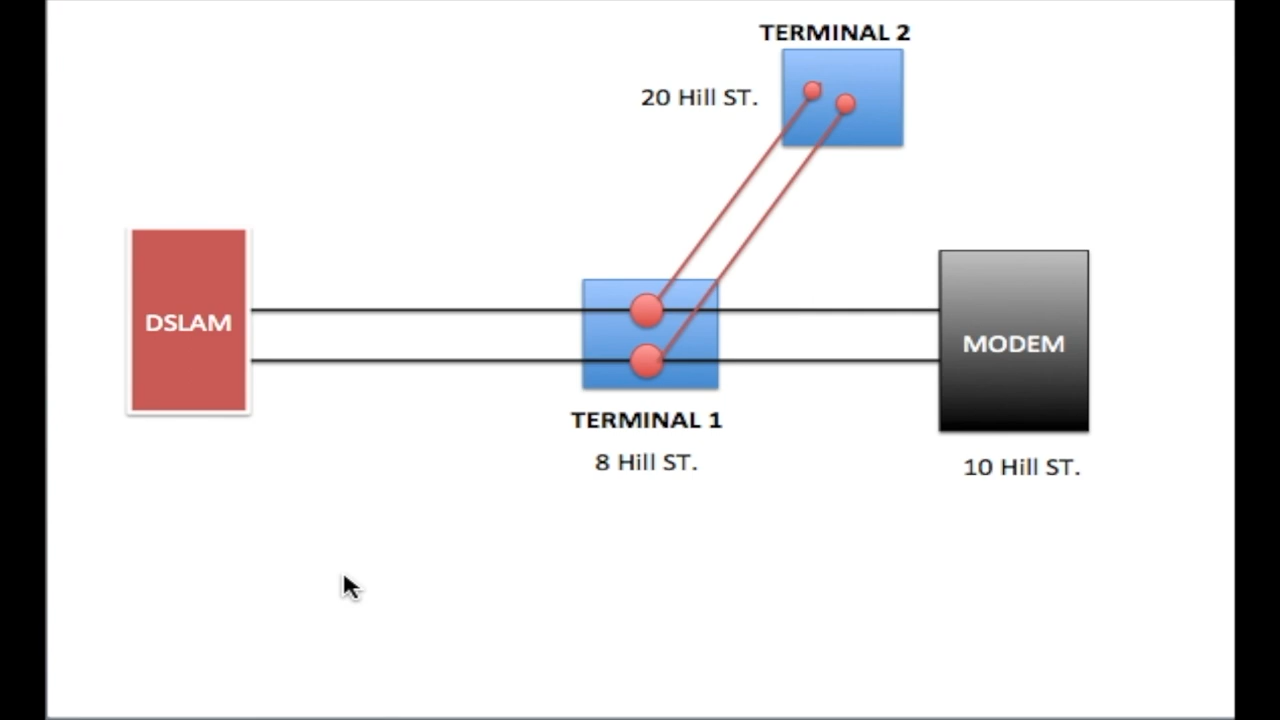 TERMINAL 2
20 Hill ST.
DSLAM
MODEM
TERMINAL 1
8 Hill ST.
10 Hill ST.